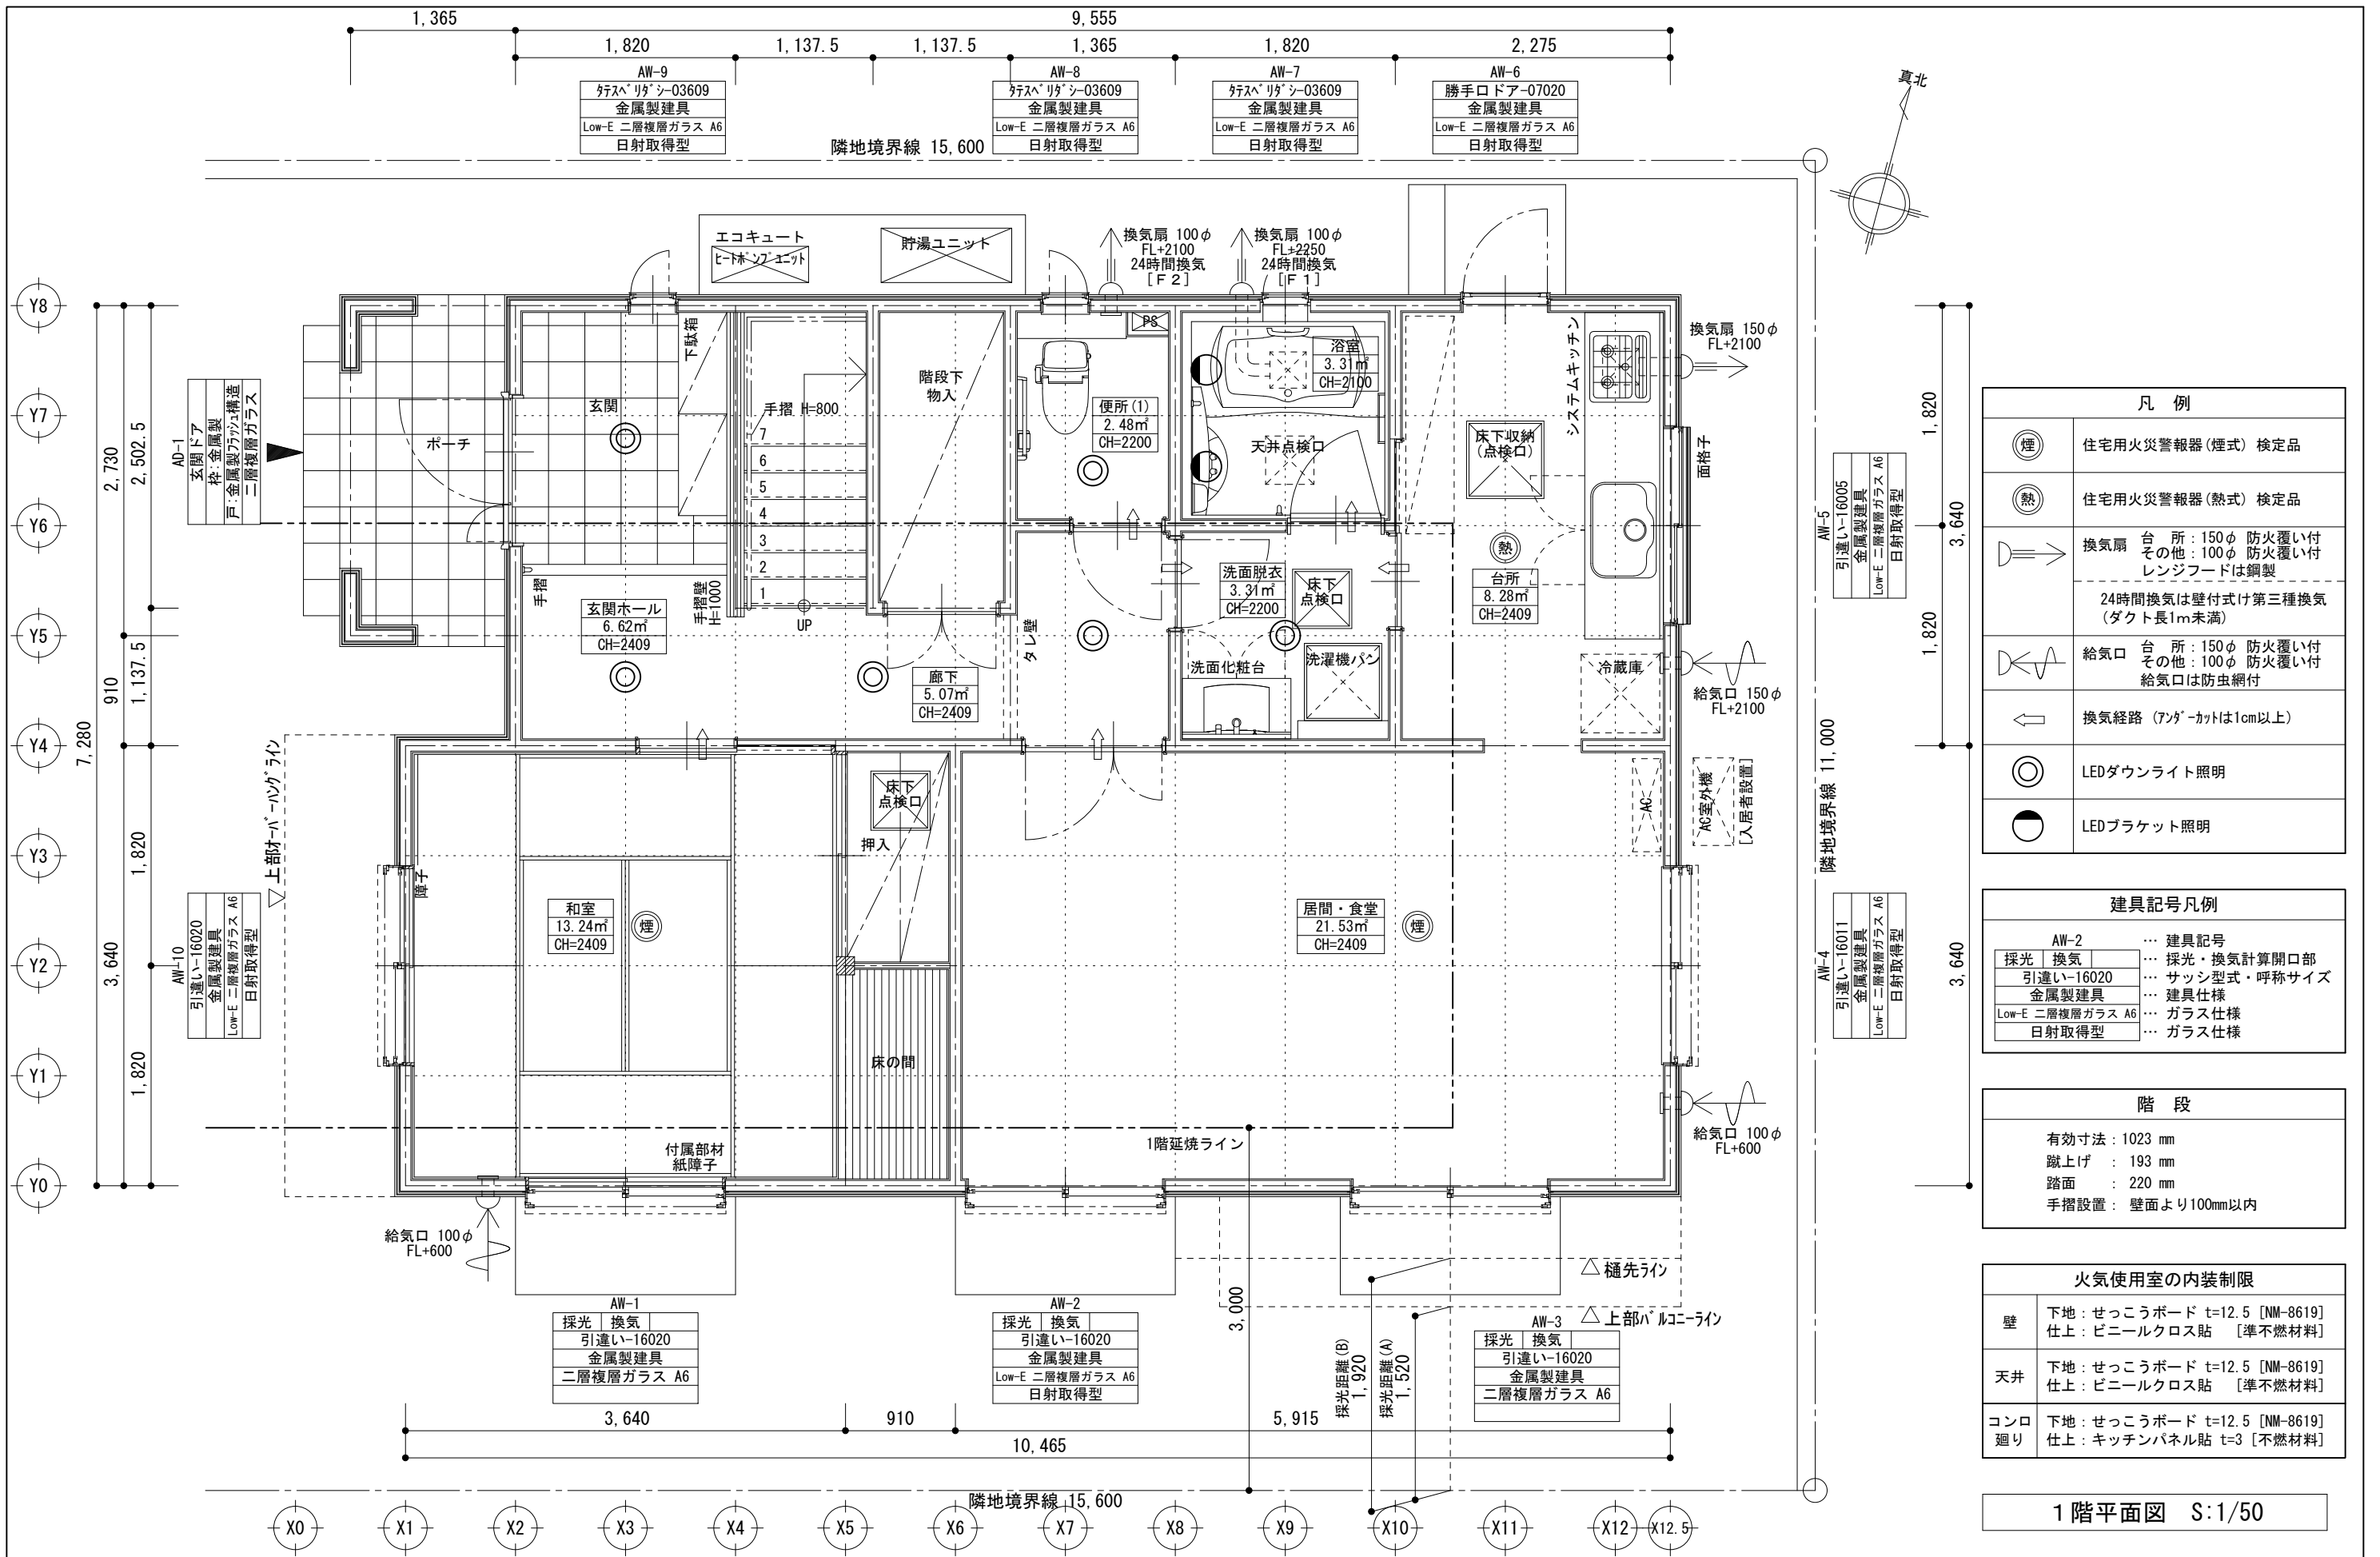 1,365
9,555
1,820
1,137.5
1,137.5
1,365
1,820
2,275
AW-9
ﾀﾃｽﾍﾞﾘﾀﾞｼ-03609
金属製建具
Low-E 二層複層ガラス A6
日射取得型
AW-8
ﾀﾃｽﾍﾞﾘﾀﾞｼ-03609
金属製建具
Low-E 二層複層ガラス A6
日射取得型
AW-7
ﾀﾃｽﾍﾞﾘﾀﾞｼ-03609
金属製建具
Low-E 二層複層ガラス A6
日射取得型
AW-6
勝手口ドア-07020
金属製建具
Low-E 二層複層ガラス A6
日射取得型
隣地境界線 15,600
真北
エコキュート
ﾋｰﾄﾎﾟﾝﾌﾟﾕﾆｯﾄ
貯湯ユニット
換気扇 100φ
FL+2100
24時間換気
[F2]
換気扇 100φ
FL+2250
24時間換気
[F1]
Y8
Y7
Y6
Y5
Y4
Y3
Y2
Y1
Y0
7,280
2,730
910
3,640
2,502.5
1,137.5
1,820
1,820
AD-1
玄関ドア
枠:金属製
戸:金属製フラッシュ構造
二層複層ガラス
ポーチ
玄関
下駄箱
手摺 H=800
7
6
5
4
3
2
1
UP
手摺
手摺壁
H=1000
階段下
物入
PS
便所(1)
2.48㎡
CH=2200
浴室
3.31㎡
CH=2100
天井点検口
システムキッチン
床下収納
(点検口)
換気扇 150φ
FL+2100
面格子
玄関ホール
6.62㎡
CH=2409
廊下
5.07㎡
CH=2409
タレ壁
洗面脱衣
3.31㎡
CH=2200
床下
点検口
洗面化粧台
洗濯機パン
熱
台所
8.28㎡
CH=2409
冷蔵庫
給気口 150φ
FL+2100
AW-5
引違い-16005
金属製建具
Low-E 二層複層ガラス A6
日射取得型
1,820
1,820
3,640
3,640
▽上部ｵｰﾊﾞｰﾊﾝｸﾞﾗｲﾝ
AW-10
引違い-16020
金属製建具
Low-E 二層複層ガラス A6
日射取得型
障子
和室
13.24㎡
CH=2409
煙
床下
点検口
押入
床の間
付属部材
紙障子
居間・食堂
21.53㎡
CH=2409
煙
AC
AC室外機
[入居者設置]
隣地境界線 11,000
AW-4
引違い-16011
金属製建具
Low-E 二層複層ガラス A6
日射取得型
1階延焼ライン
給気口 100φ
FL+600
給気口 100φ
FL+600
△樋先ﾗｲﾝ
△上部ﾊﾞﾙｺﾆｰﾗｲﾝ
3,000
採光距離(B)
1,920
採光距離(A)
1,520
AW-1
採光 換気
引違い-16020
金属製建具
二層複層ガラス A6
AW-2
採光 換気
引違い-16020
金属製建具
Low-E 二層複層ガラス A6
日射取得型
AW-3
採光 換気
引違い-16020
金属製建具
二層複層ガラス A6
3,640
910
5,915
10,465
隣地境界線 15,600
X0
X1
X2
X3
X4
X5
X6
X7
X8
X9
X10
X11
X12
X12.5
凡 例
煙 住宅用火災警報器(煙式) 検定品
熱 住宅用火災警報器(熱式) 検定品
換気扇 台 所:150φ 防火覆い付
その他:100φ 防火覆い付
レンジフードは鋼製
24時間換気は壁付式け第三種換気
(ダクト長1m未満)
給気口 台 所:150φ 防火覆い付
その他:100φ 防火覆い付
給気口は防虫網付
換気経路 (ｱﾝﾀﾞｰｶｯﾄは1cm以上)
LEDダウンライト照明
LEDブラケット照明
建具記号凡例
AW-2 … 建具記号
採光 換気 … 採光・換気計算開口部
引違い-16020 … サッシ型式・呼称サイズ
金属製建具 … 建具仕様
Low-E 二層複層ガラス A6 … ガラス仕様
日射取得型 … ガラス仕様
階 段
有効寸法:1023 mm
蹴上げ : 193 mm
踏面 : 220 mm
手摺設置: 壁面より100mm以内
火気使用室の内装制限
壁
下地:せっこうボード t=12.5 [NM-8619]
仕上:ビニールクロス貼 [準不燃材料]
天井
下地:せっこうボード t=12.5 [NM-8619]
仕上:ビニールクロス貼 [準不燃材料]
コンロ
廻り
下地:せっこうボード t=12.5 [NM-8619]
仕上:キッチンパネル貼 t=3 [不燃材料]
1階平面図 S:1/50